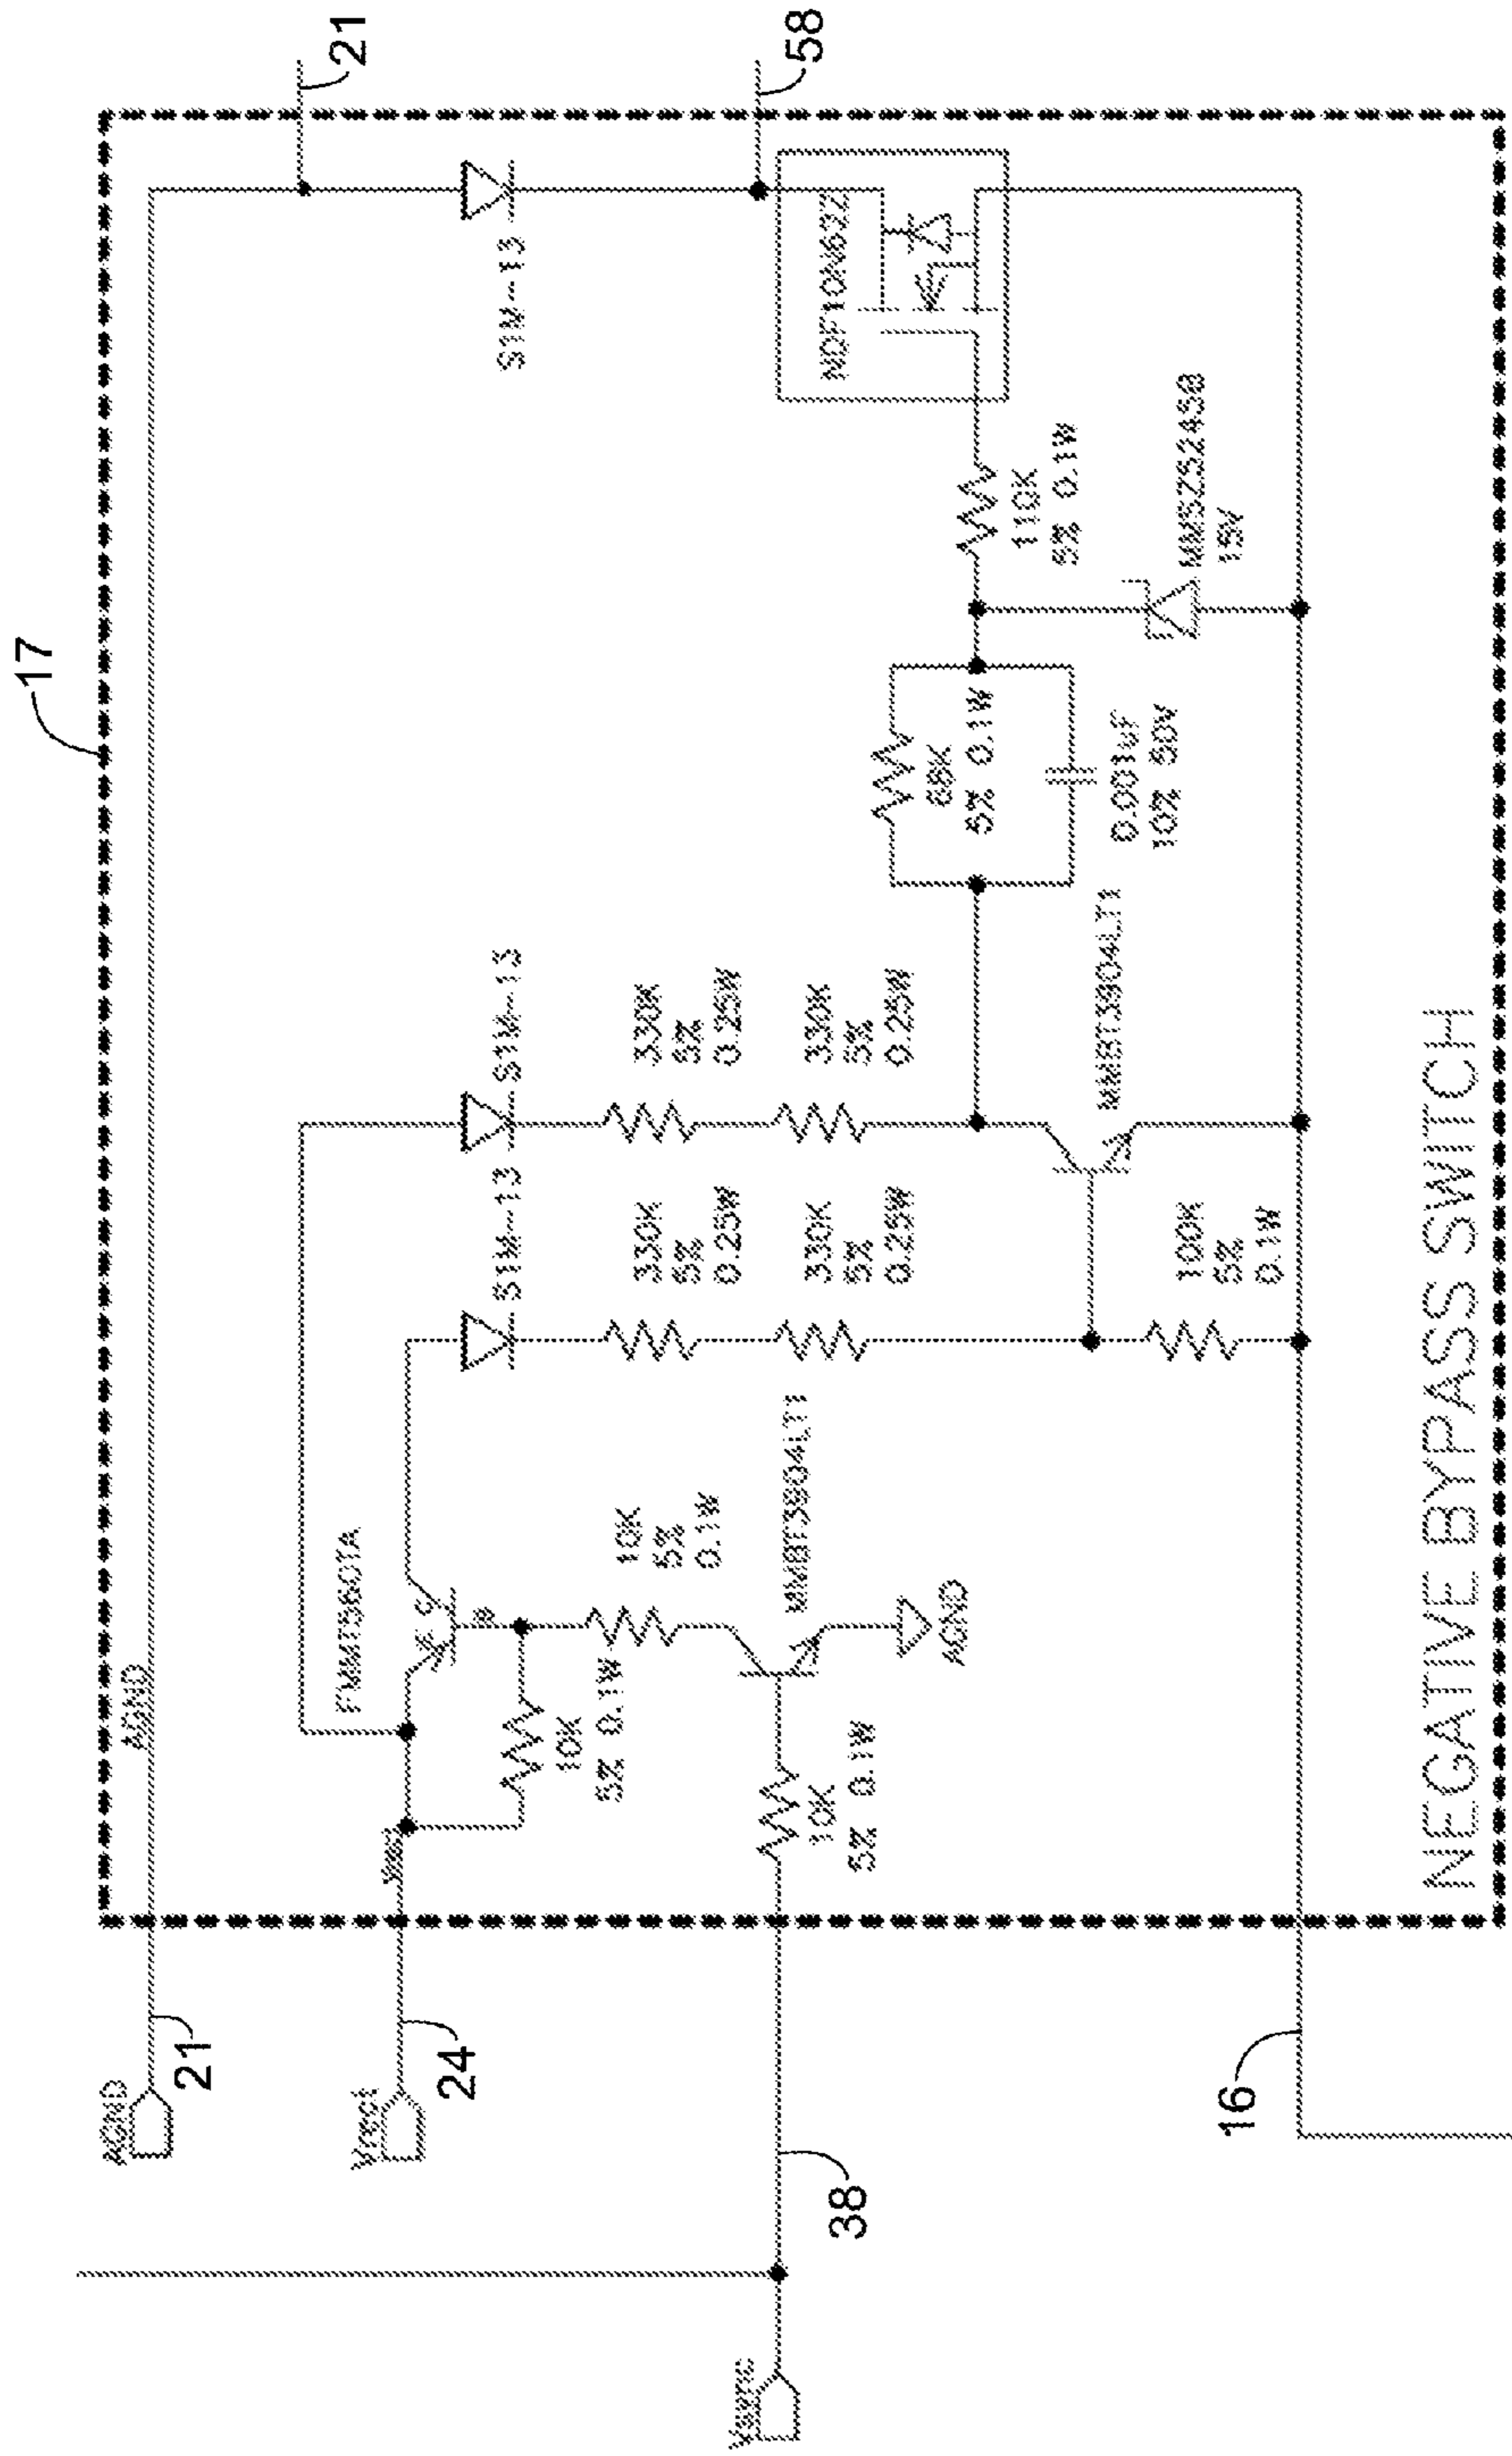 17
AGND
21
AGND
21
Vrect
24
Vrect
FMMT560TA
E
C
B
S1M-13
S1M-13
S1M-13
58
10K
5% 0.1W
10K
5%
0.1W
330K
5%
0.25W
330K
5%
0.25W
330K
5%
0.25W
330K
5%
0.25W
68K
5% 0.1W
0.001uF
10% 50V
110K
5% 0.1W
NDF10N62Z
Vsync
38
10K
5% 0.1W
MMBT3904LT1
AGND
100K
5%
0.1W
MMBT3904LT1
MMSZ5245B
15V
16
NEGATIVE BYPASS SWITCH